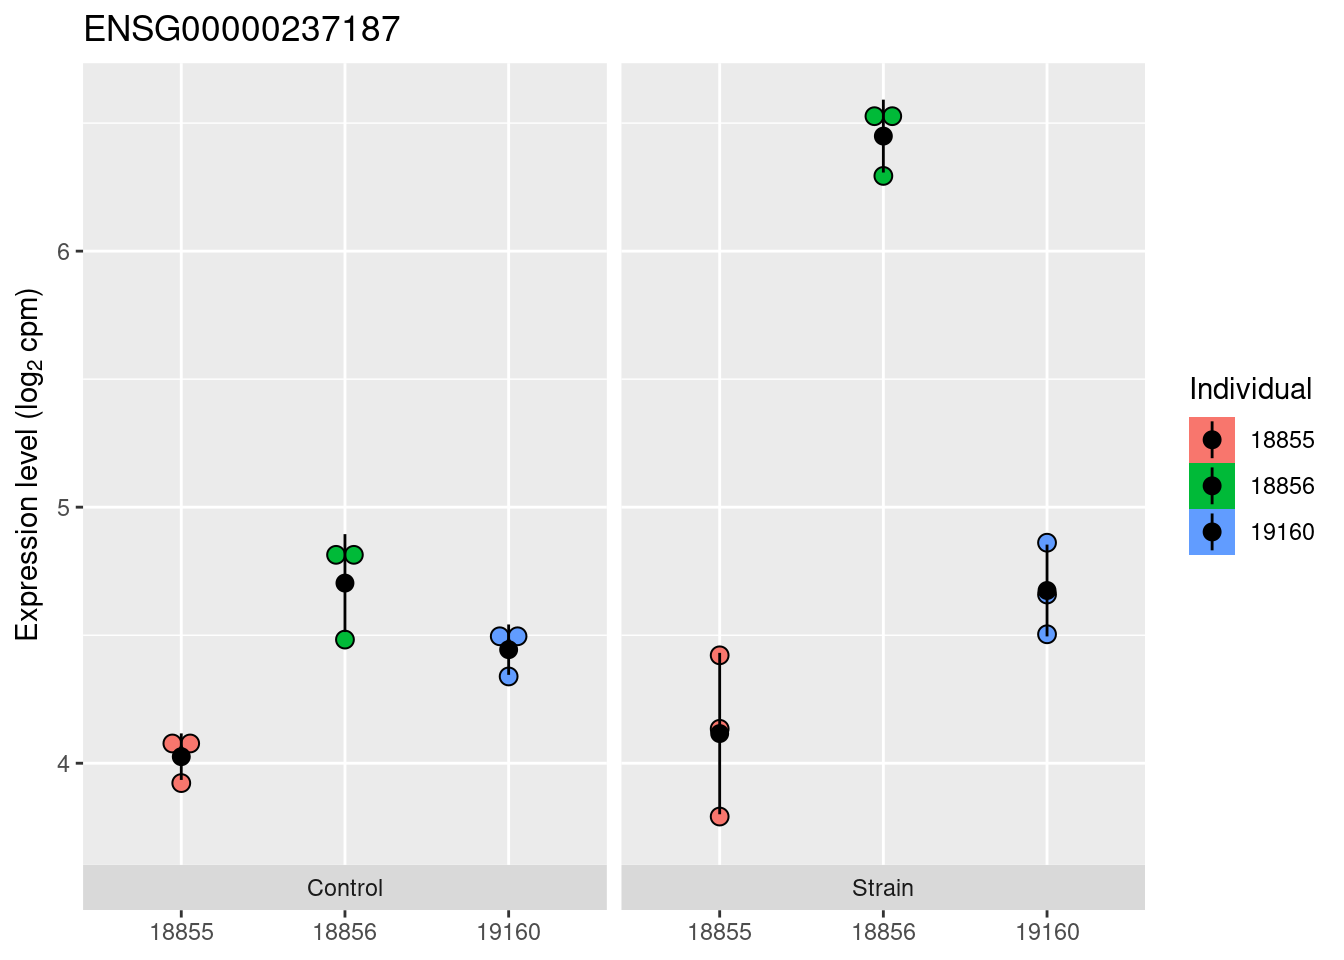 ENSG00000237187
Expression level (log₂ cpm)
6
5
4
Control
Strain
18855
18856
19160
18855
18856
19160
Individual
18855
18856
19160